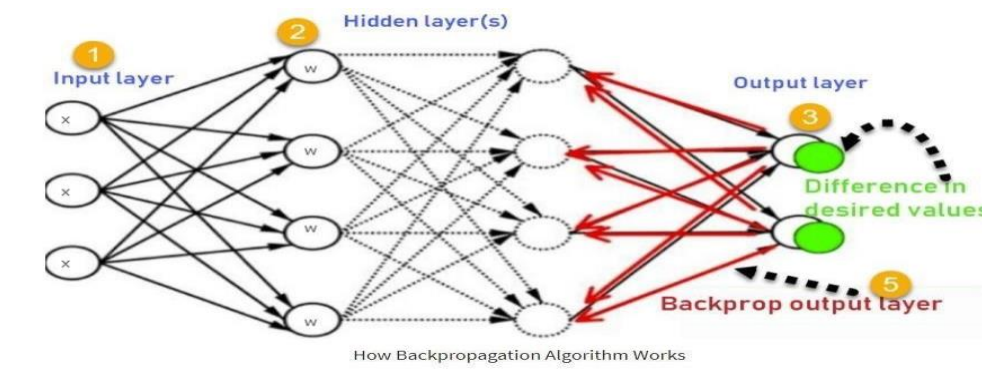 Hidden layer(s)
2
1
Input layer
Output layer
3
x
x
x
w
w
w
w
Difference in
desired values
5
Backprop output layer
How Backpropagation Algorithm Works